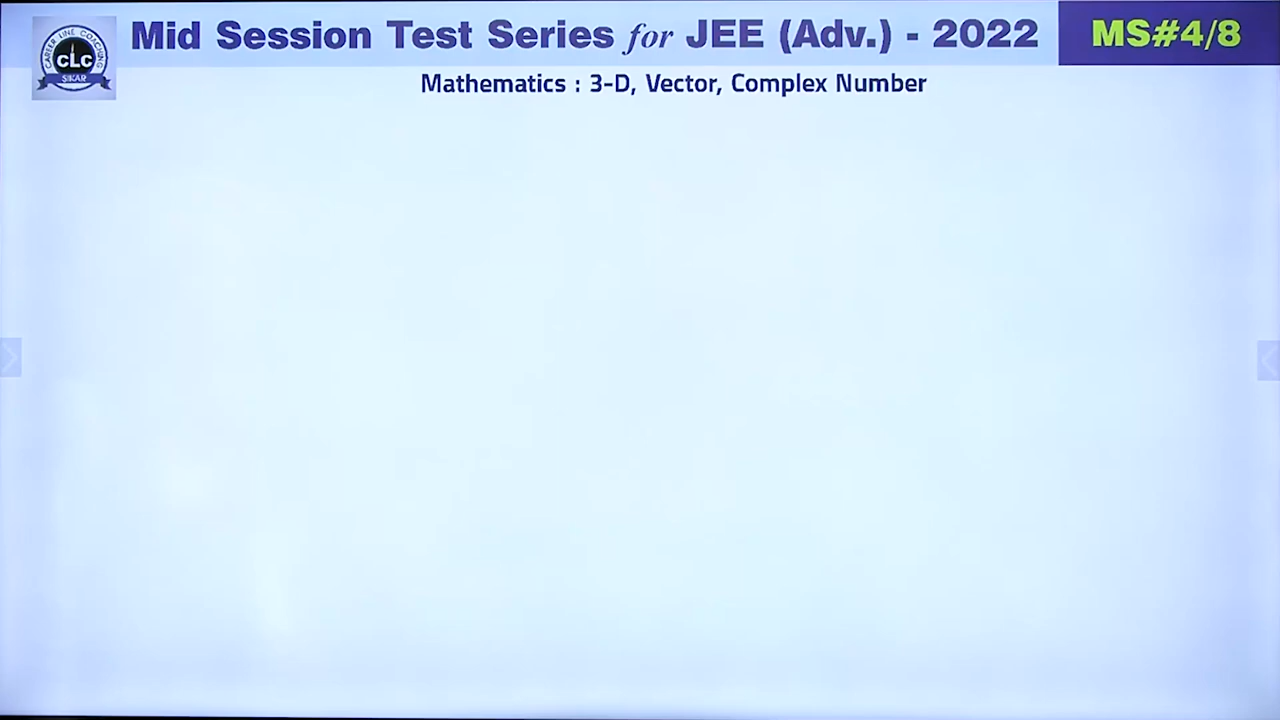 Mid Session Test Series for JEE (Adv.) - 2022
MS#4/8
CAREER LINE COACHING
CLC
SIKAR
Mathematics : 3-D, Vector, Complex Number